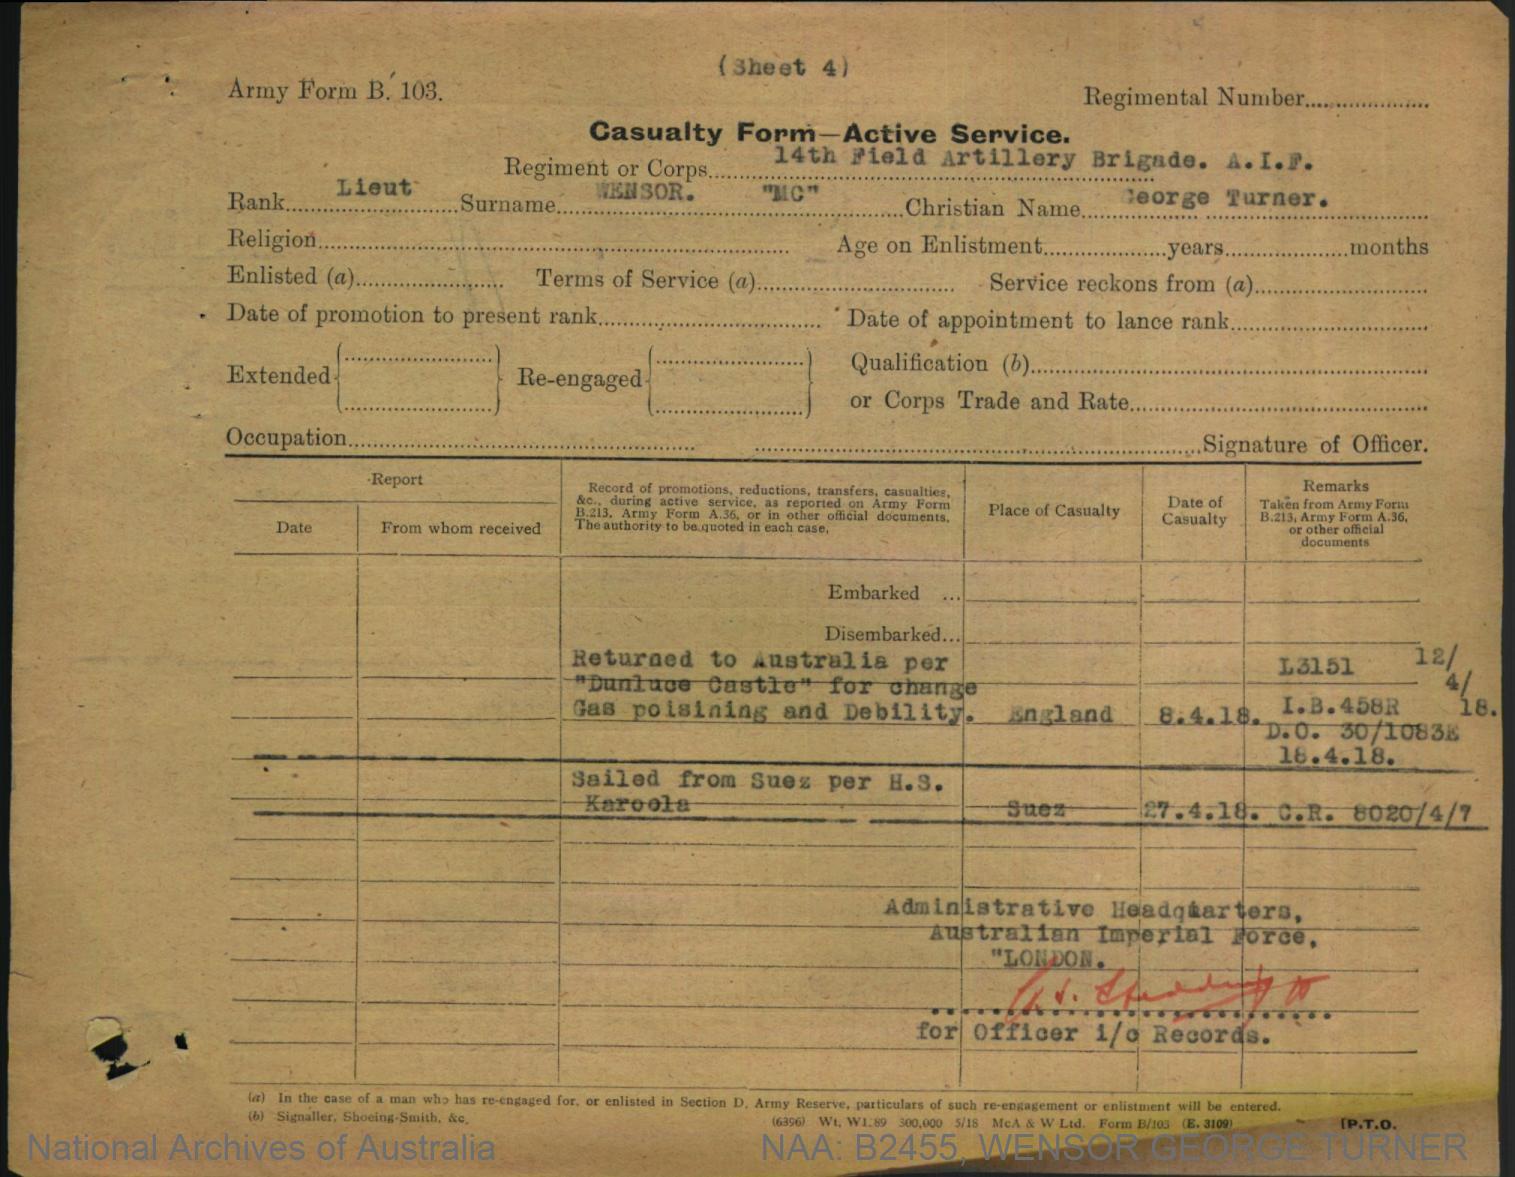 (Sheet 4)
Army Form B. 103.
Regimental Number....................
Casualty Form—Active Service.
Regiment or Corps 14th Field Artillery Brigade. A.I.F.
Rank Lieut Surname WENSOR. "MC" Christian Name George Turner.
Religion.................... Age on Enlistment....................years....................months
Enlisted (a).................... Terms of Service (a).................... Service reckons from (a)....................
Date of promotion to present rank.................... Date of appointment to lance rank....................
Extended Re-engaged Qualification (b)....................
or Corps Trade and Rate....................
Occupation.................... ....................Signature of Officer.
Report
Date
From whom received
Record of promotions, reductions, transfers, casualties,
&c., during active service, as reported on Army Form
B.213, Army Form A.36, or in other official documents.
The authority to be quoted in each case.
Place of Casualty
Date of
Casualty
Remarks
Taken from Army Form
B.213, Army Form A.36,
or other official
documents
Embarked ...
Disembarked...
Returned to Australia per L3151 12/
"Dunluce Castle" for change 4/
Gas poisining and Debility. England 8.4.18. I.B.458R 18.
D.O. 30/1083E
18.4.18.
Sailed from Suez per H.S.
Karoola Suez 27.4.18. C.R. 8020/4/7
Administrative Headquarters,
Australian Imperial Force,
"LONDON.
for Officer i/c Records.
(a) In the case of a man who has re-engaged for, or enlisted in Section D, Army Reserve, particulars of such re-engagement or enlistment will be entered.
(b) Signaller, Shoeing-Smith, &c.
(6396) Wt. W1.89 300,000 5/18 McA & W Ltd. Form B/103 (E. 3109)
[P.T.O.
National Archives of Australia
NAA: B2455, WENSOR GEORGE TURNER